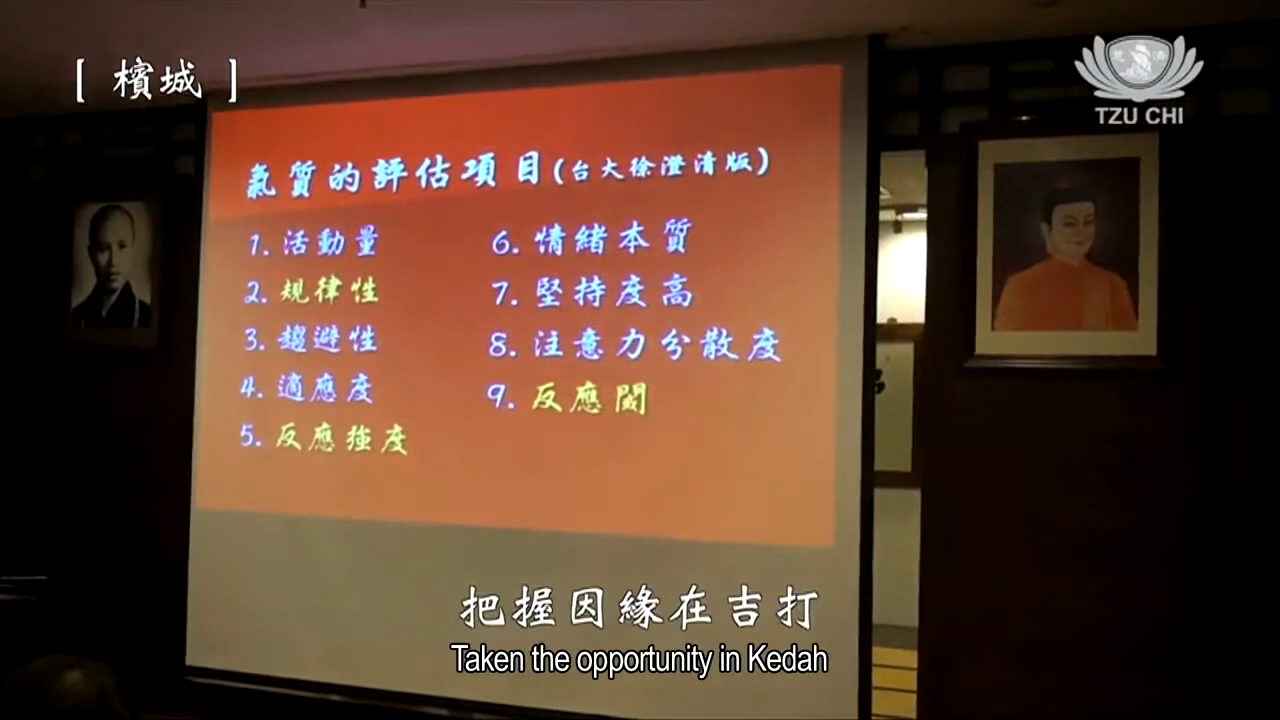 [ 檳城 ]
TZU CHI
氣質的評估項目(台大徐澄清版)
1. 活動量
2. 規律性
3. 趨避性
4. 適應度
5. 反應強度
6. 情緒本質
7. 堅持度高
8. 注意力分散度
9. 反應閾
把握因緣在吉打
Taken the opportunity in Kedah